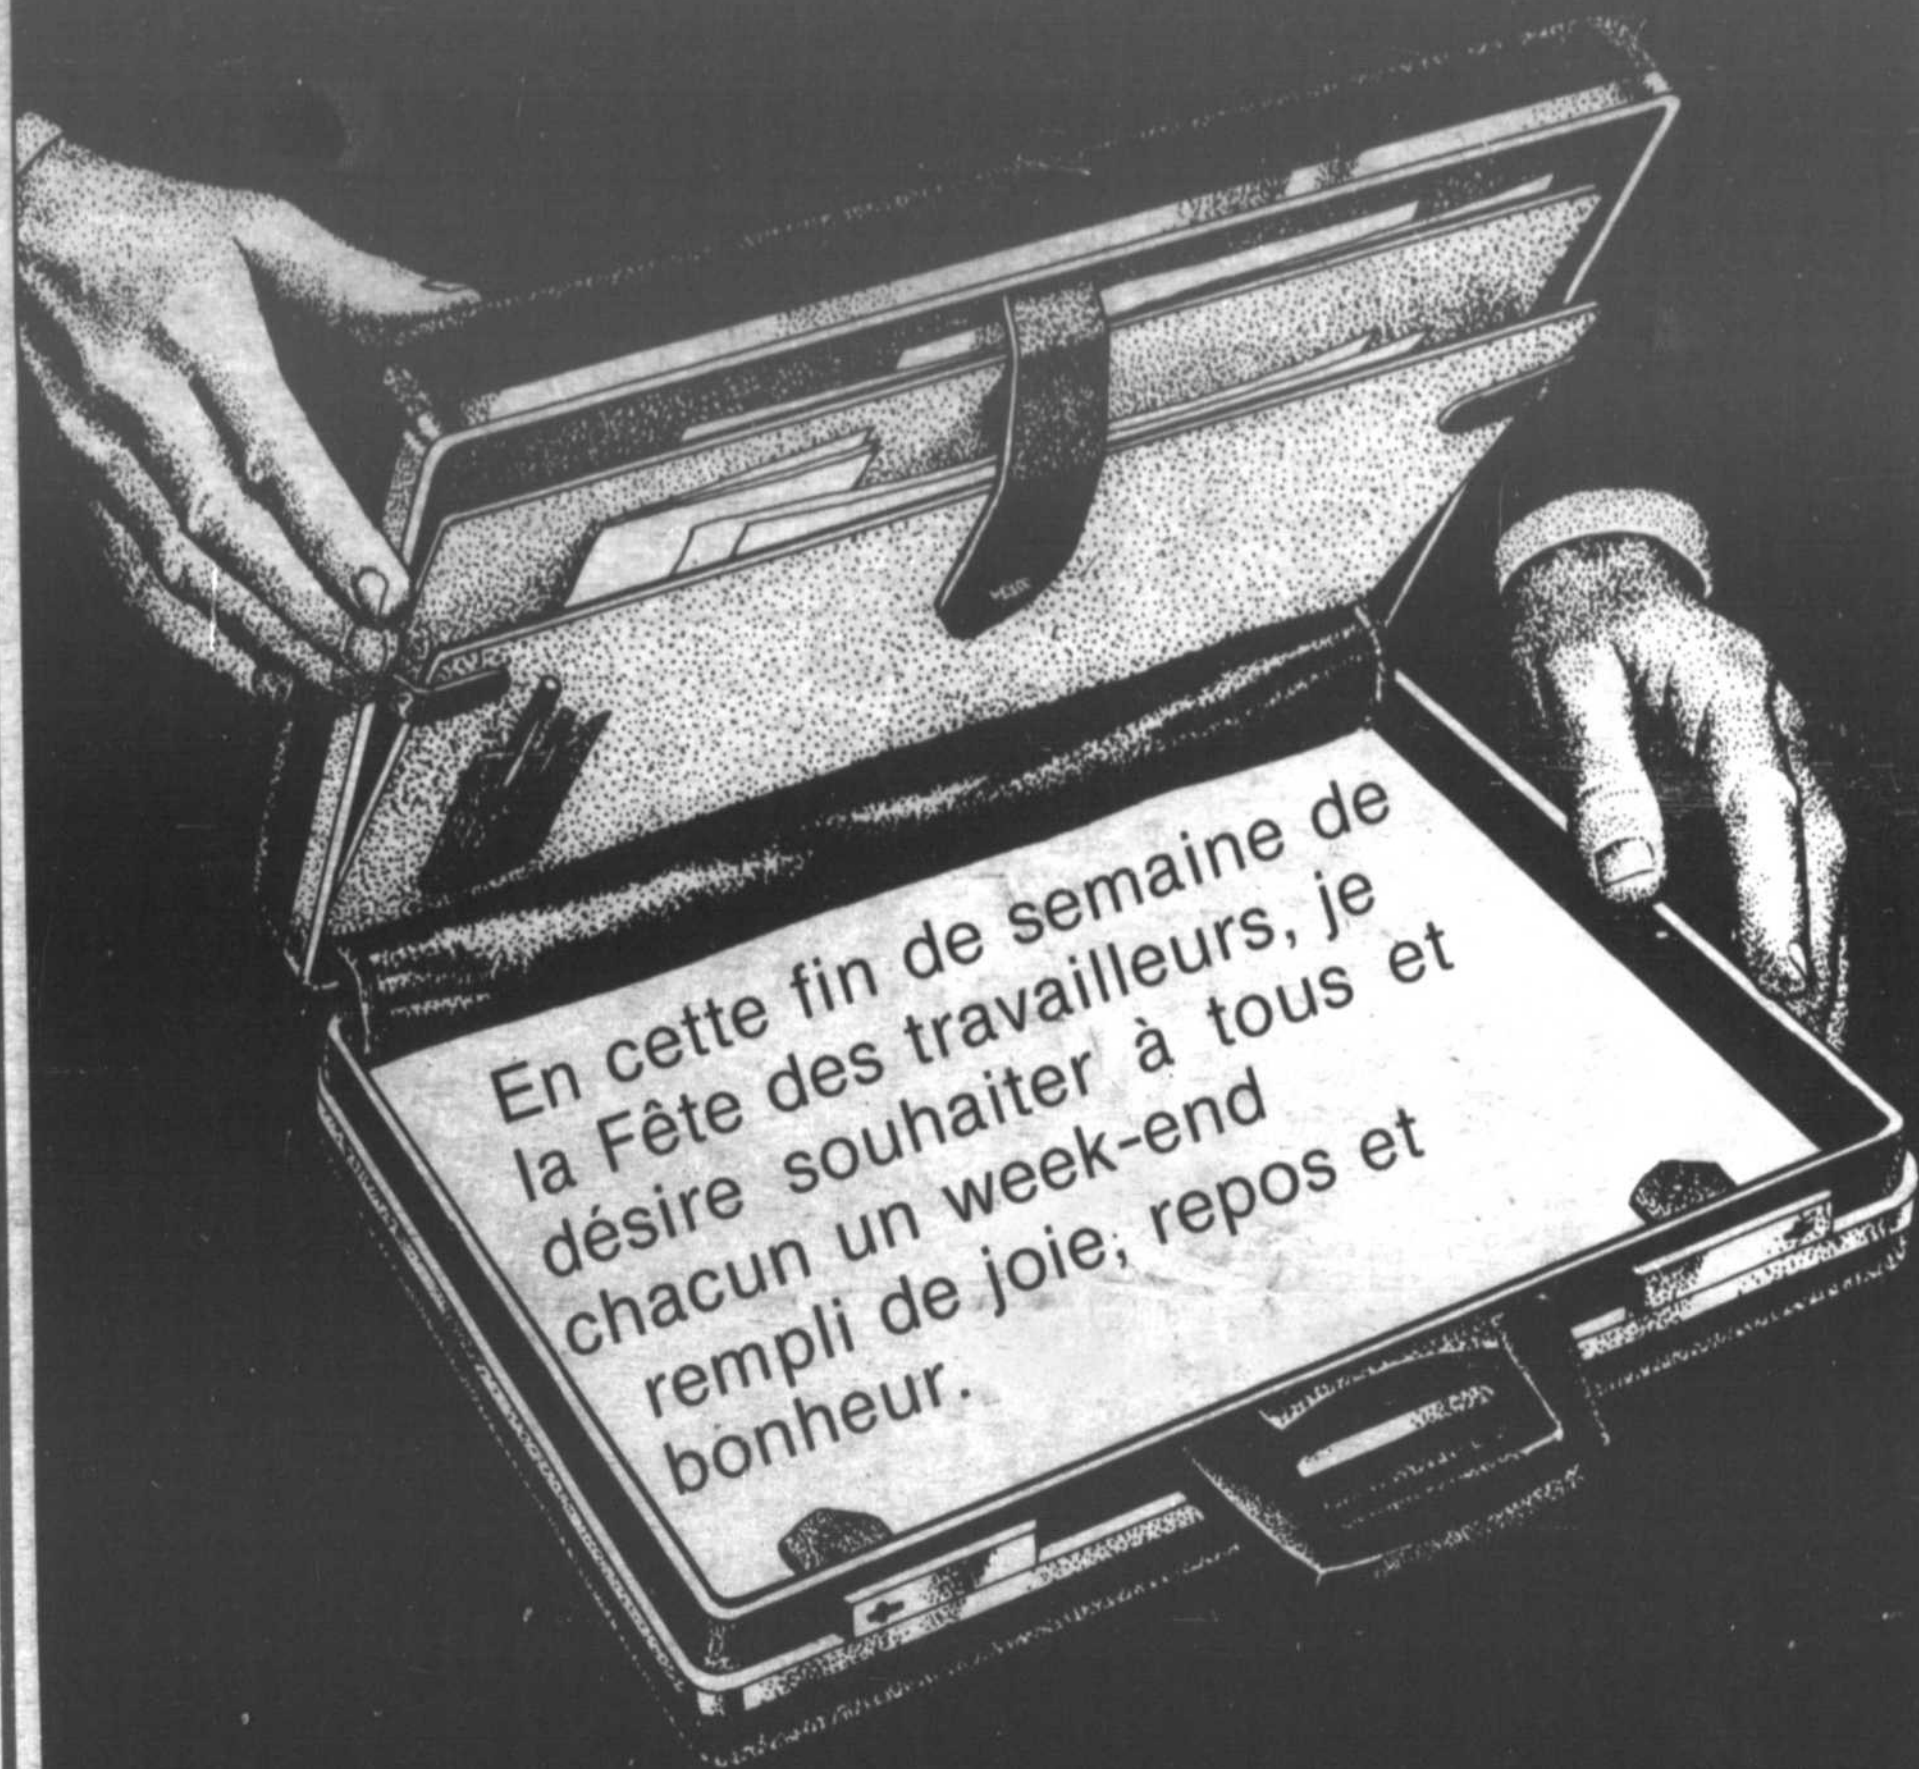 En cette fin de semaine de
la Fête des travailleurs, je
désire souhaiter à tous et
chacun un week-end
rempli de joie, repos et
bonheur.